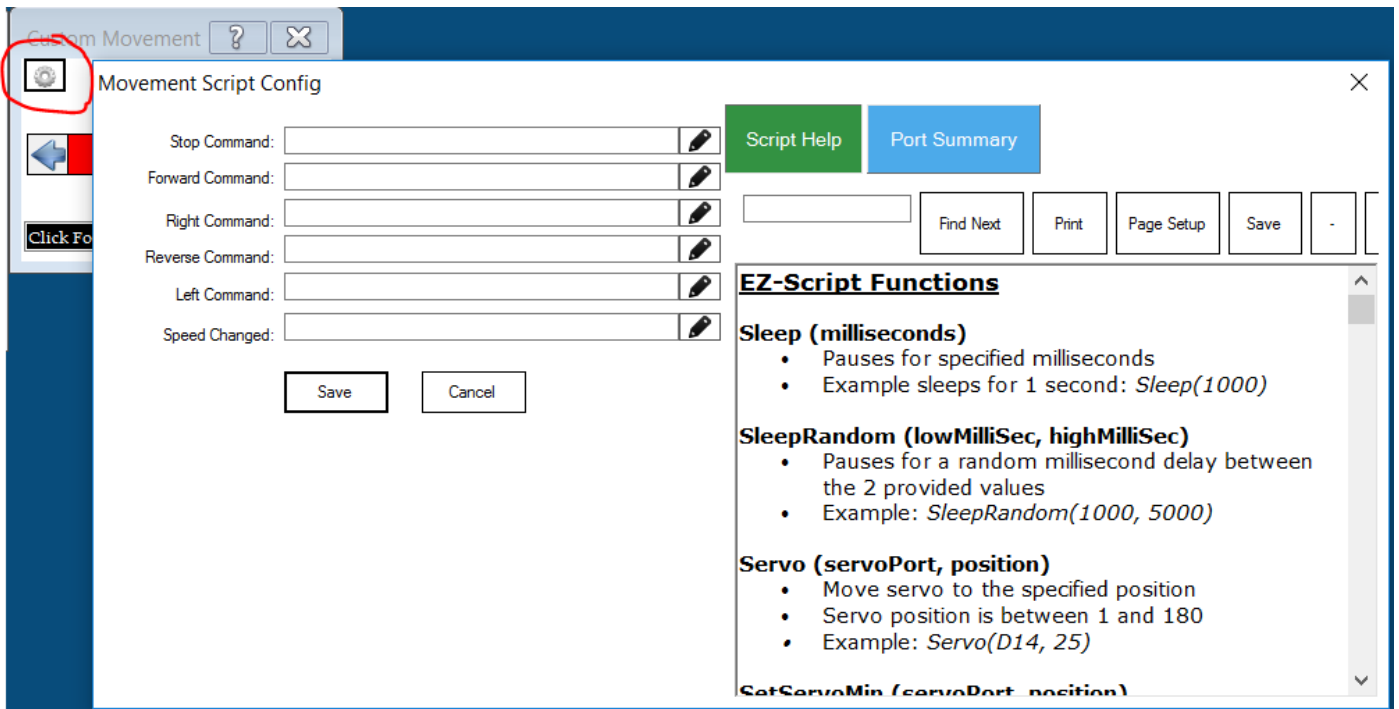 Custom Movement ?
Movement Script Config
Stop Command:
Forward Command:
Right Command:
Reverse Command:
Left Command:
Speed Changed:
Save Cancel
Click Fo
Script Help Port Summary
Find Next Print Page Setup Save -
EZ-Script Functions
Sleep (milliseconds)
• Pauses for specified milliseconds
• Example sleeps for 1 second: Sleep(1000)
SleepRandom (lowMilliSec, highMilliSec)
• Pauses for a random millisecond delay between
the 2 provided values
• Example: SleepRandom(1000, 5000)
Servo (servoPort, position)
• Move servo to the specified position
• Servo position is between 1 and 180
• Example: Servo(D14, 25)
SetServoMin (servoPort, position)